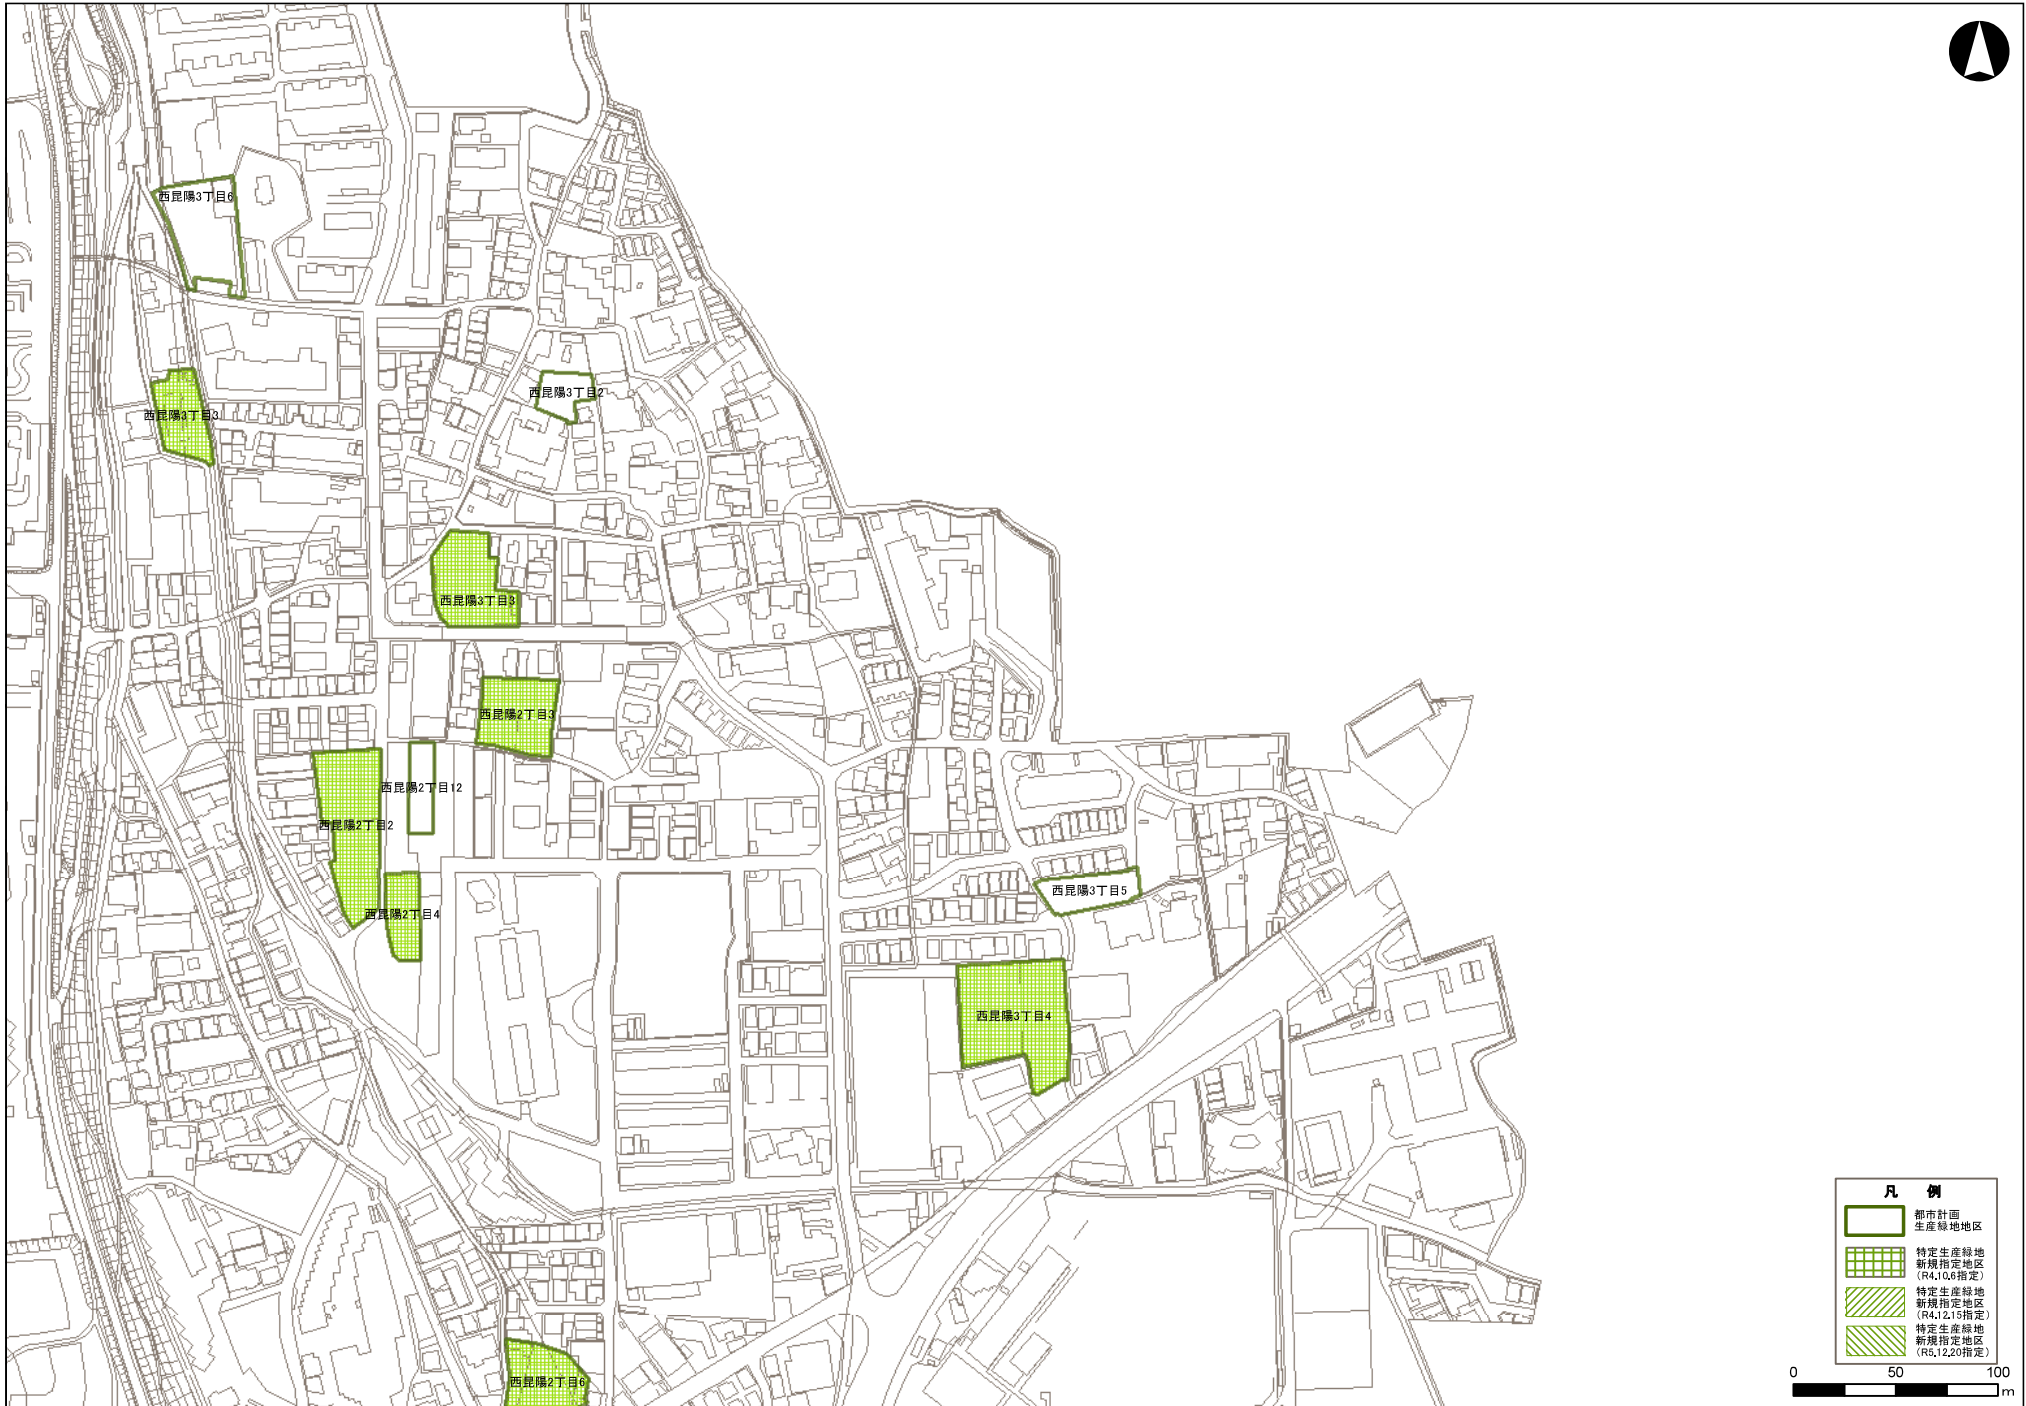 西昆陽3丁目6
西昆陽3丁目2
西昆陽3丁目3
西昆陽3丁目3
西昆陽2丁目3
西昆陽2丁目12
西昆陽2丁目2
西昆陽3丁目5
西昆陽2丁目4
西昆陽3丁目4
西昆陽2丁目6
凡 例
都市計画
生産緑地地区
特定生産緑地
新規指定地区
(R4.10.6指定)
特定生産緑地
新規指定地区
(R4.12.15指定)
特定生産緑地
新規指定地区
(R5.12.20指定)
0 50 100
m